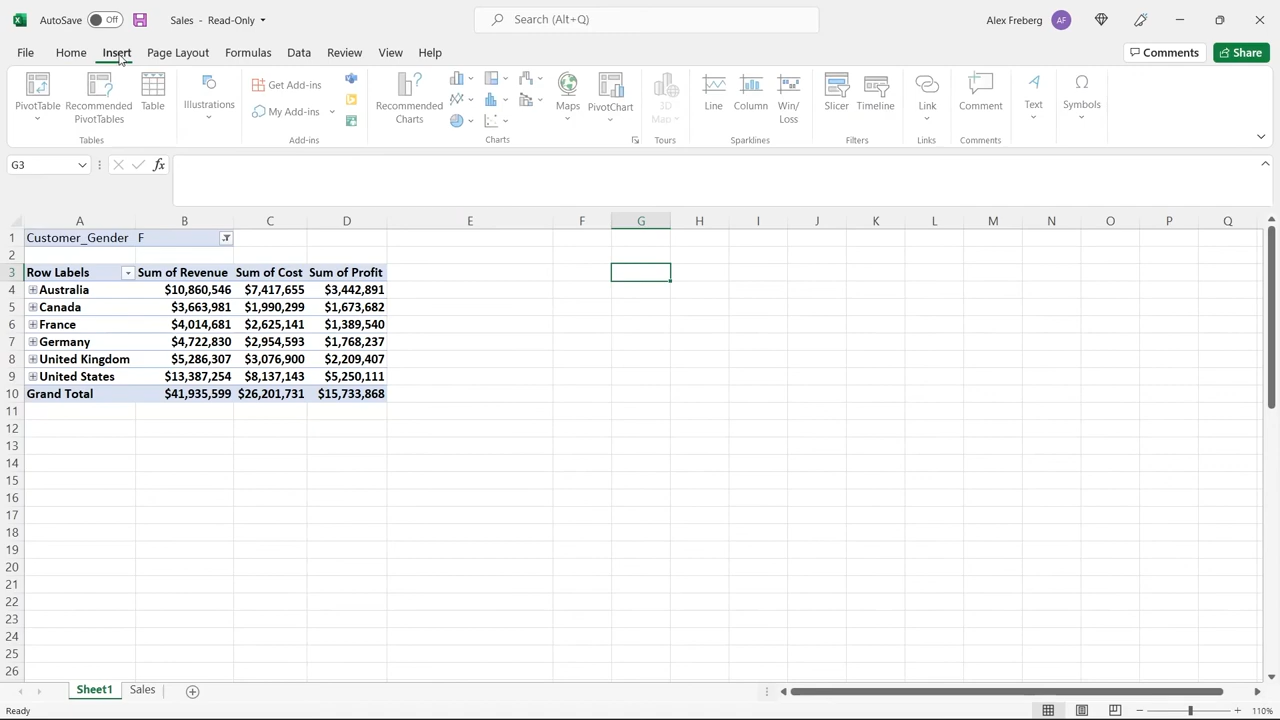 AutoSave Off Sales - Read-Only Search (Alt+Q) Alex Freberg AF
File Home Insert Page Layout Formulas Data Review View Help Comments Share
PivotTable Recommended PivotTables Table Illustrations Get Add-ins My Add-ins Recommended Charts Maps PivotChart 3D Map Line Column Win/ Loss Slicer Timeline Link Comment Text Symbols
Tables Add-ins Charts Tours Sparklines Filters Links Comments
G3 fx
A B C D E F G H I J K L M N O P Q
1 Customer_Gender F
2
3 Row Labels Sum of Revenue Sum of Cost Sum of Profit
4 Australia $10,860,546 $7,417,655 $3,442,891
5 Canada $3,663,981 $1,990,299 $1,673,682
6 France $4,014,681 $2,625,141 $1,389,540
7 Germany $4,722,830 $2,954,593 $1,768,237
8 United Kingdom $5,286,307 $3,076,900 $2,209,407
9 United States $13,387,254 $8,137,143 $5,250,111
10 Grand Total $41,935,599 $26,201,731 $15,733,868
11
12
13
14
15
16
17
18
19
20
21
22
23
24
25
26
Sheet1 Sales
Ready 110%